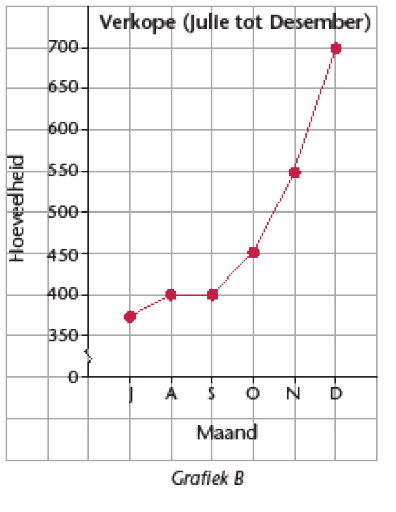 Verkope (Julie tot Desember)
Hoeveelheid
700
650
600
550
500
450
400
350
0
J A S O N D
Maand
Grafiek B